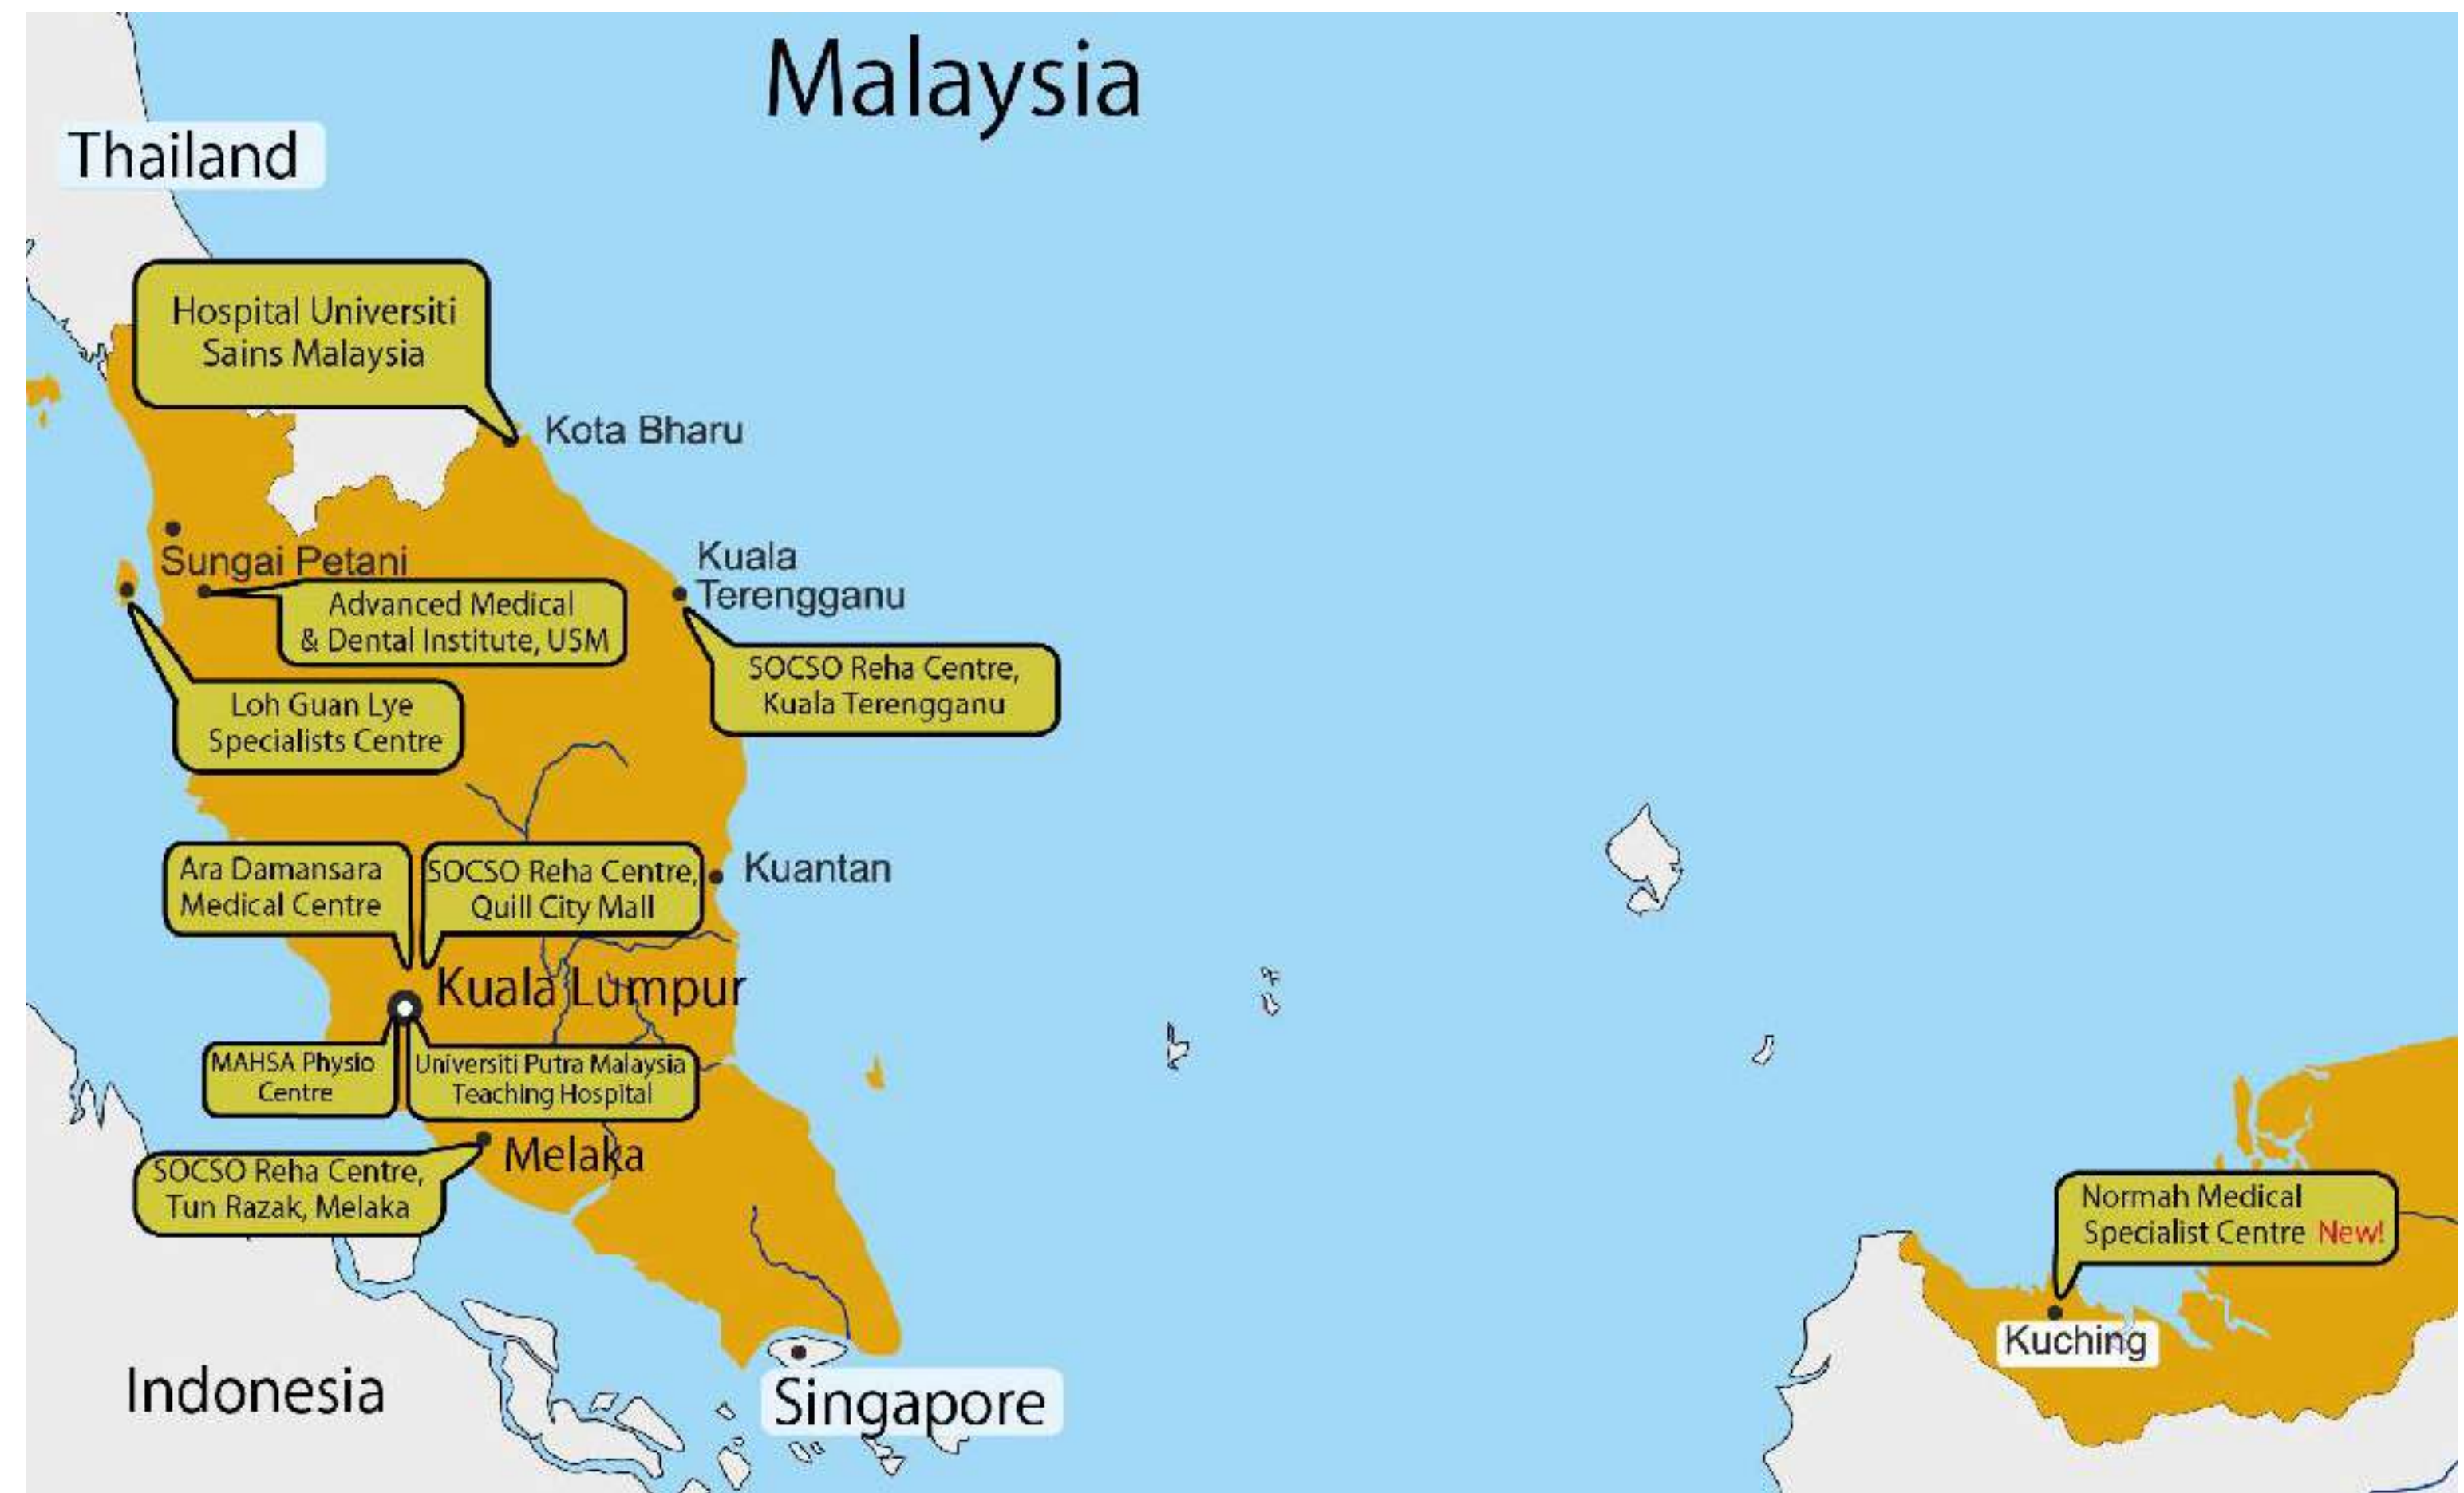 Malaysia
Thailand
Hospital Universiti
Sains Malaysia
Kota Bharu
Sungai Petani
Kuala
Terengganu
Advanced Medical
& Dental Institute, USM
SOCSO Reha Centre,
Kuala Terengganu
Loh Guan Lye
Specialists Centre
Ara Damansara
Medical Centre
SOCSO Reha Centre,
Quill City Mall
Kuantan
Kuala Lumpur
MAHSA Physio
Centre
Universiti Putra Malaysia
Teaching Hospital
Melaka
SOCSO Reha Centre,
Tun Razak, Melaka
Normah Medical
Specialist Centre New!
Kuching
Indonesia
Singapore